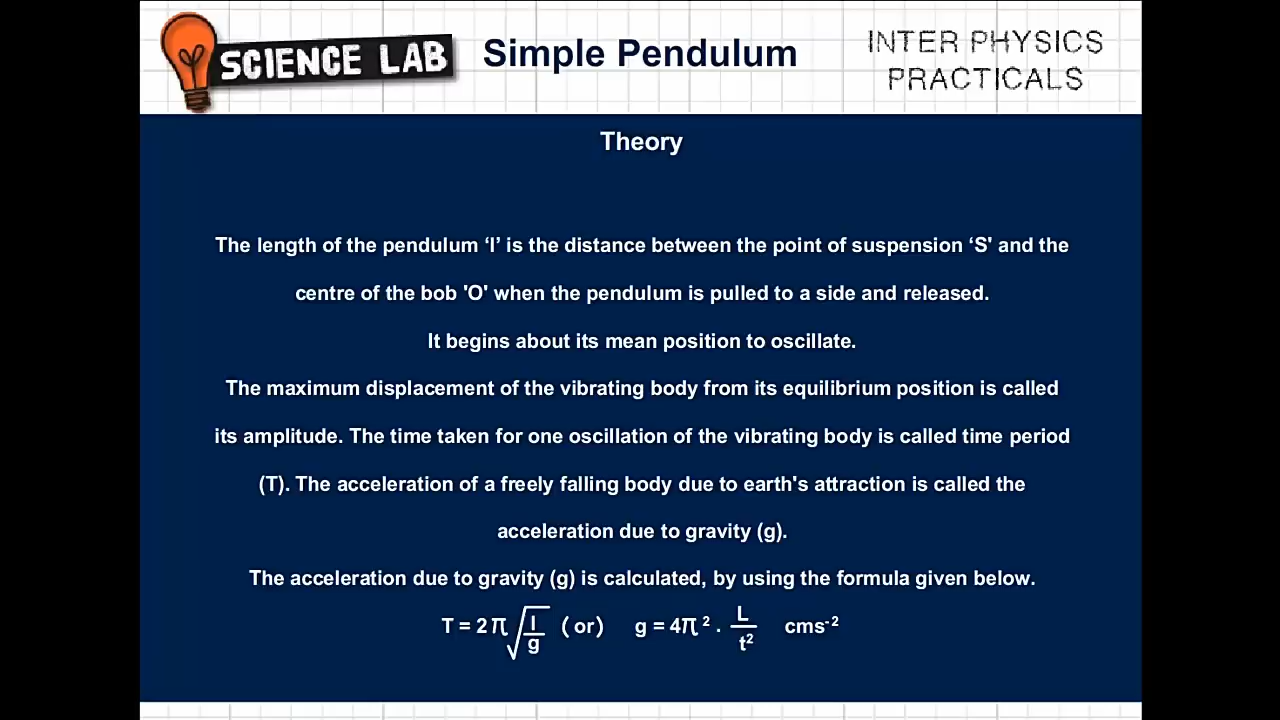 SCIENCE LAB
Simple Pendulum
INTER PHYSICS
PRACTICALS
Theory
The length of the pendulum ‘l’ is the distance between the point of suspension ‘S' and the
centre of the bob 'O' when the pendulum is pulled to a side and released.
It begins about its mean position to oscillate.
The maximum displacement of the vibrating body from its equilibrium position is called
its amplitude. The time taken for one oscillation of the vibrating body is called time period
(T). The acceleration of a freely falling body due to earth's attraction is called the
acceleration due to gravity (g).
The acceleration due to gravity (g) is calculated, by using the formula given below.
T = 2π√(l/g) (or) g = 4π² . L/t² cms⁻²